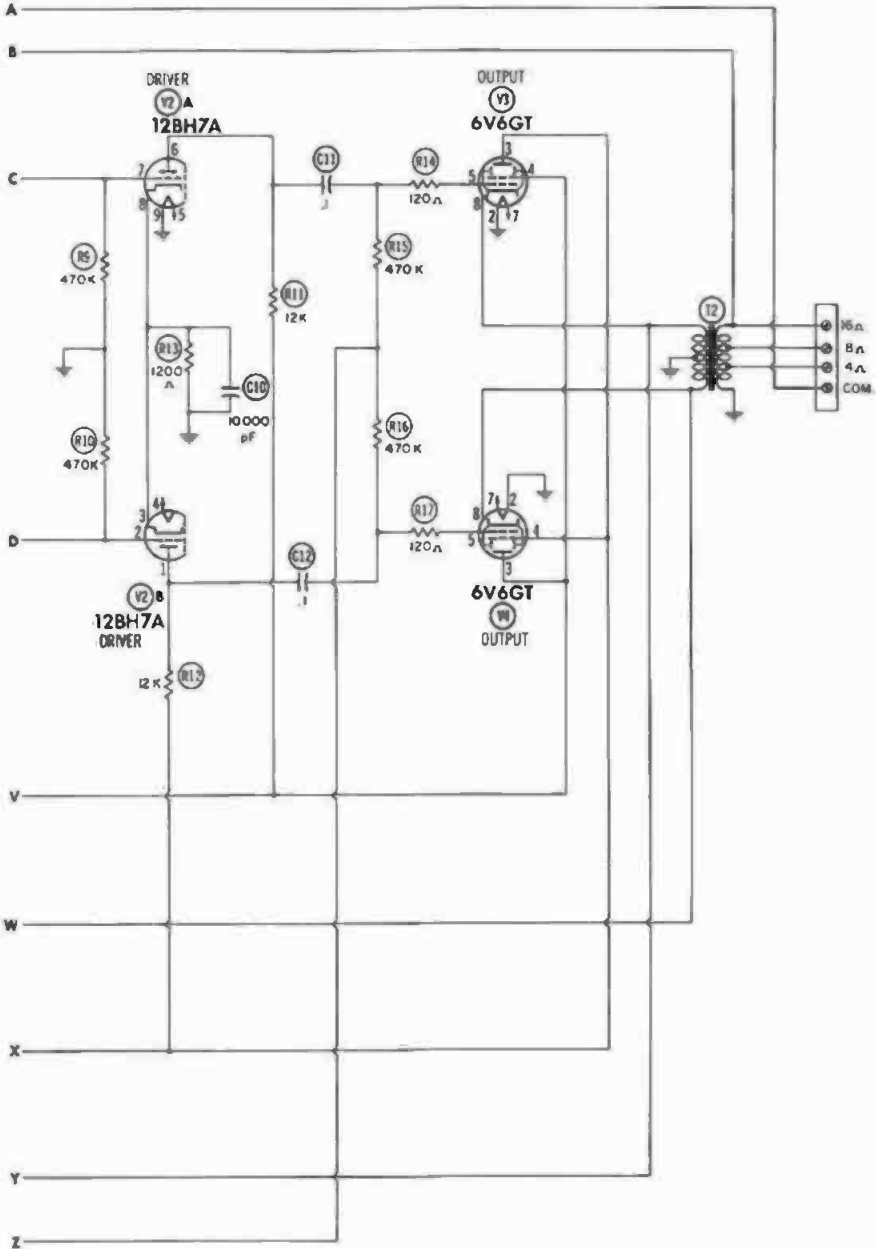 A
B
DRIVER
V2 A
12BH7A
OUTPUT
V3
6V6GT
6
C11
R14
3
C
7
8
9
5
.1
120Ω
5
4
8
2
7
R9
470K
R15
470K
R11
12K
T2
16Ω
8Ω
4Ω
COM.
R13
1200
Ω
C10
10000
pF
R10
470K
R16
470K
4
3
D
2
1
R17
120Ω
7
2
8
5
4
3
C12
.1
V2 B
12BH7A
DRIVER
6V6GT
OUTPUT
12K
R12
V
W
X
Y
Z